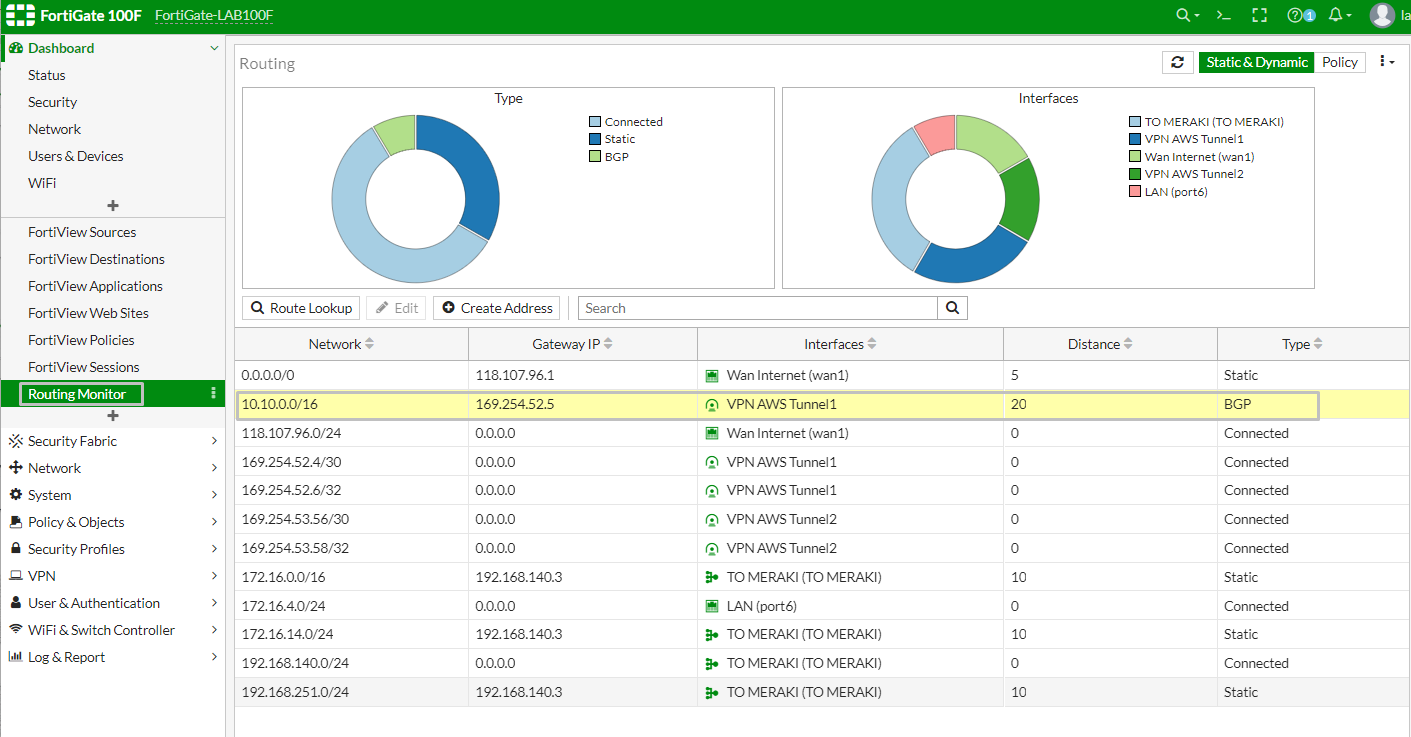 FortiGate 100F FortiGate-LAB100F 1 la
Dashboard
Status
Security
Network
Users & Devices
WiFi
FortiView Sources
FortiView Destinations
FortiView Applications
FortiView Web Sites
FortiView Policies
FortiView Sessions
Routing Monitor
Security Fabric
Network
System
Policy & Objects
Security Profiles
VPN
User & Authentication
WiFi & Switch Controller
Log & Report
Routing Static & Dynamic Policy
Type
Connected
Static
BGP
Interfaces
TO MERAKI (TO MERAKI)
VPN AWS Tunnel1
Wan Internet (wan1)
VPN AWS Tunnel2
LAN (port6)
Route Lookup Edit Create Address Search
Network Gateway IP Interfaces Distance Type
0.0.0.0/0 118.107.96.1 Wan Internet (wan1) 5 Static
10.10.0.0/16 169.254.52.5 VPN AWS Tunnel1 20 BGP
118.107.96.0/24 0.0.0.0 Wan Internet (wan1) 0 Connected
169.254.52.4/30 0.0.0.0 VPN AWS Tunnel1 0 Connected
169.254.52.6/32 0.0.0.0 VPN AWS Tunnel1 0 Connected
169.254.53.56/30 0.0.0.0 VPN AWS Tunnel2 0 Connected
169.254.53.58/32 0.0.0.0 VPN AWS Tunnel2 0 Connected
172.16.0.0/16 192.168.140.3 TO MERAKI (TO MERAKI) 10 Static
172.16.4.0/24 0.0.0.0 LAN (port6) 0 Connected
172.16.14.0/24 192.168.140.3 TO MERAKI (TO MERAKI) 10 Static
192.168.140.0/24 0.0.0.0 TO MERAKI (TO MERAKI) 0 Connected
192.168.251.0/24 192.168.140.3 TO MERAKI (TO MERAKI) 10 Static